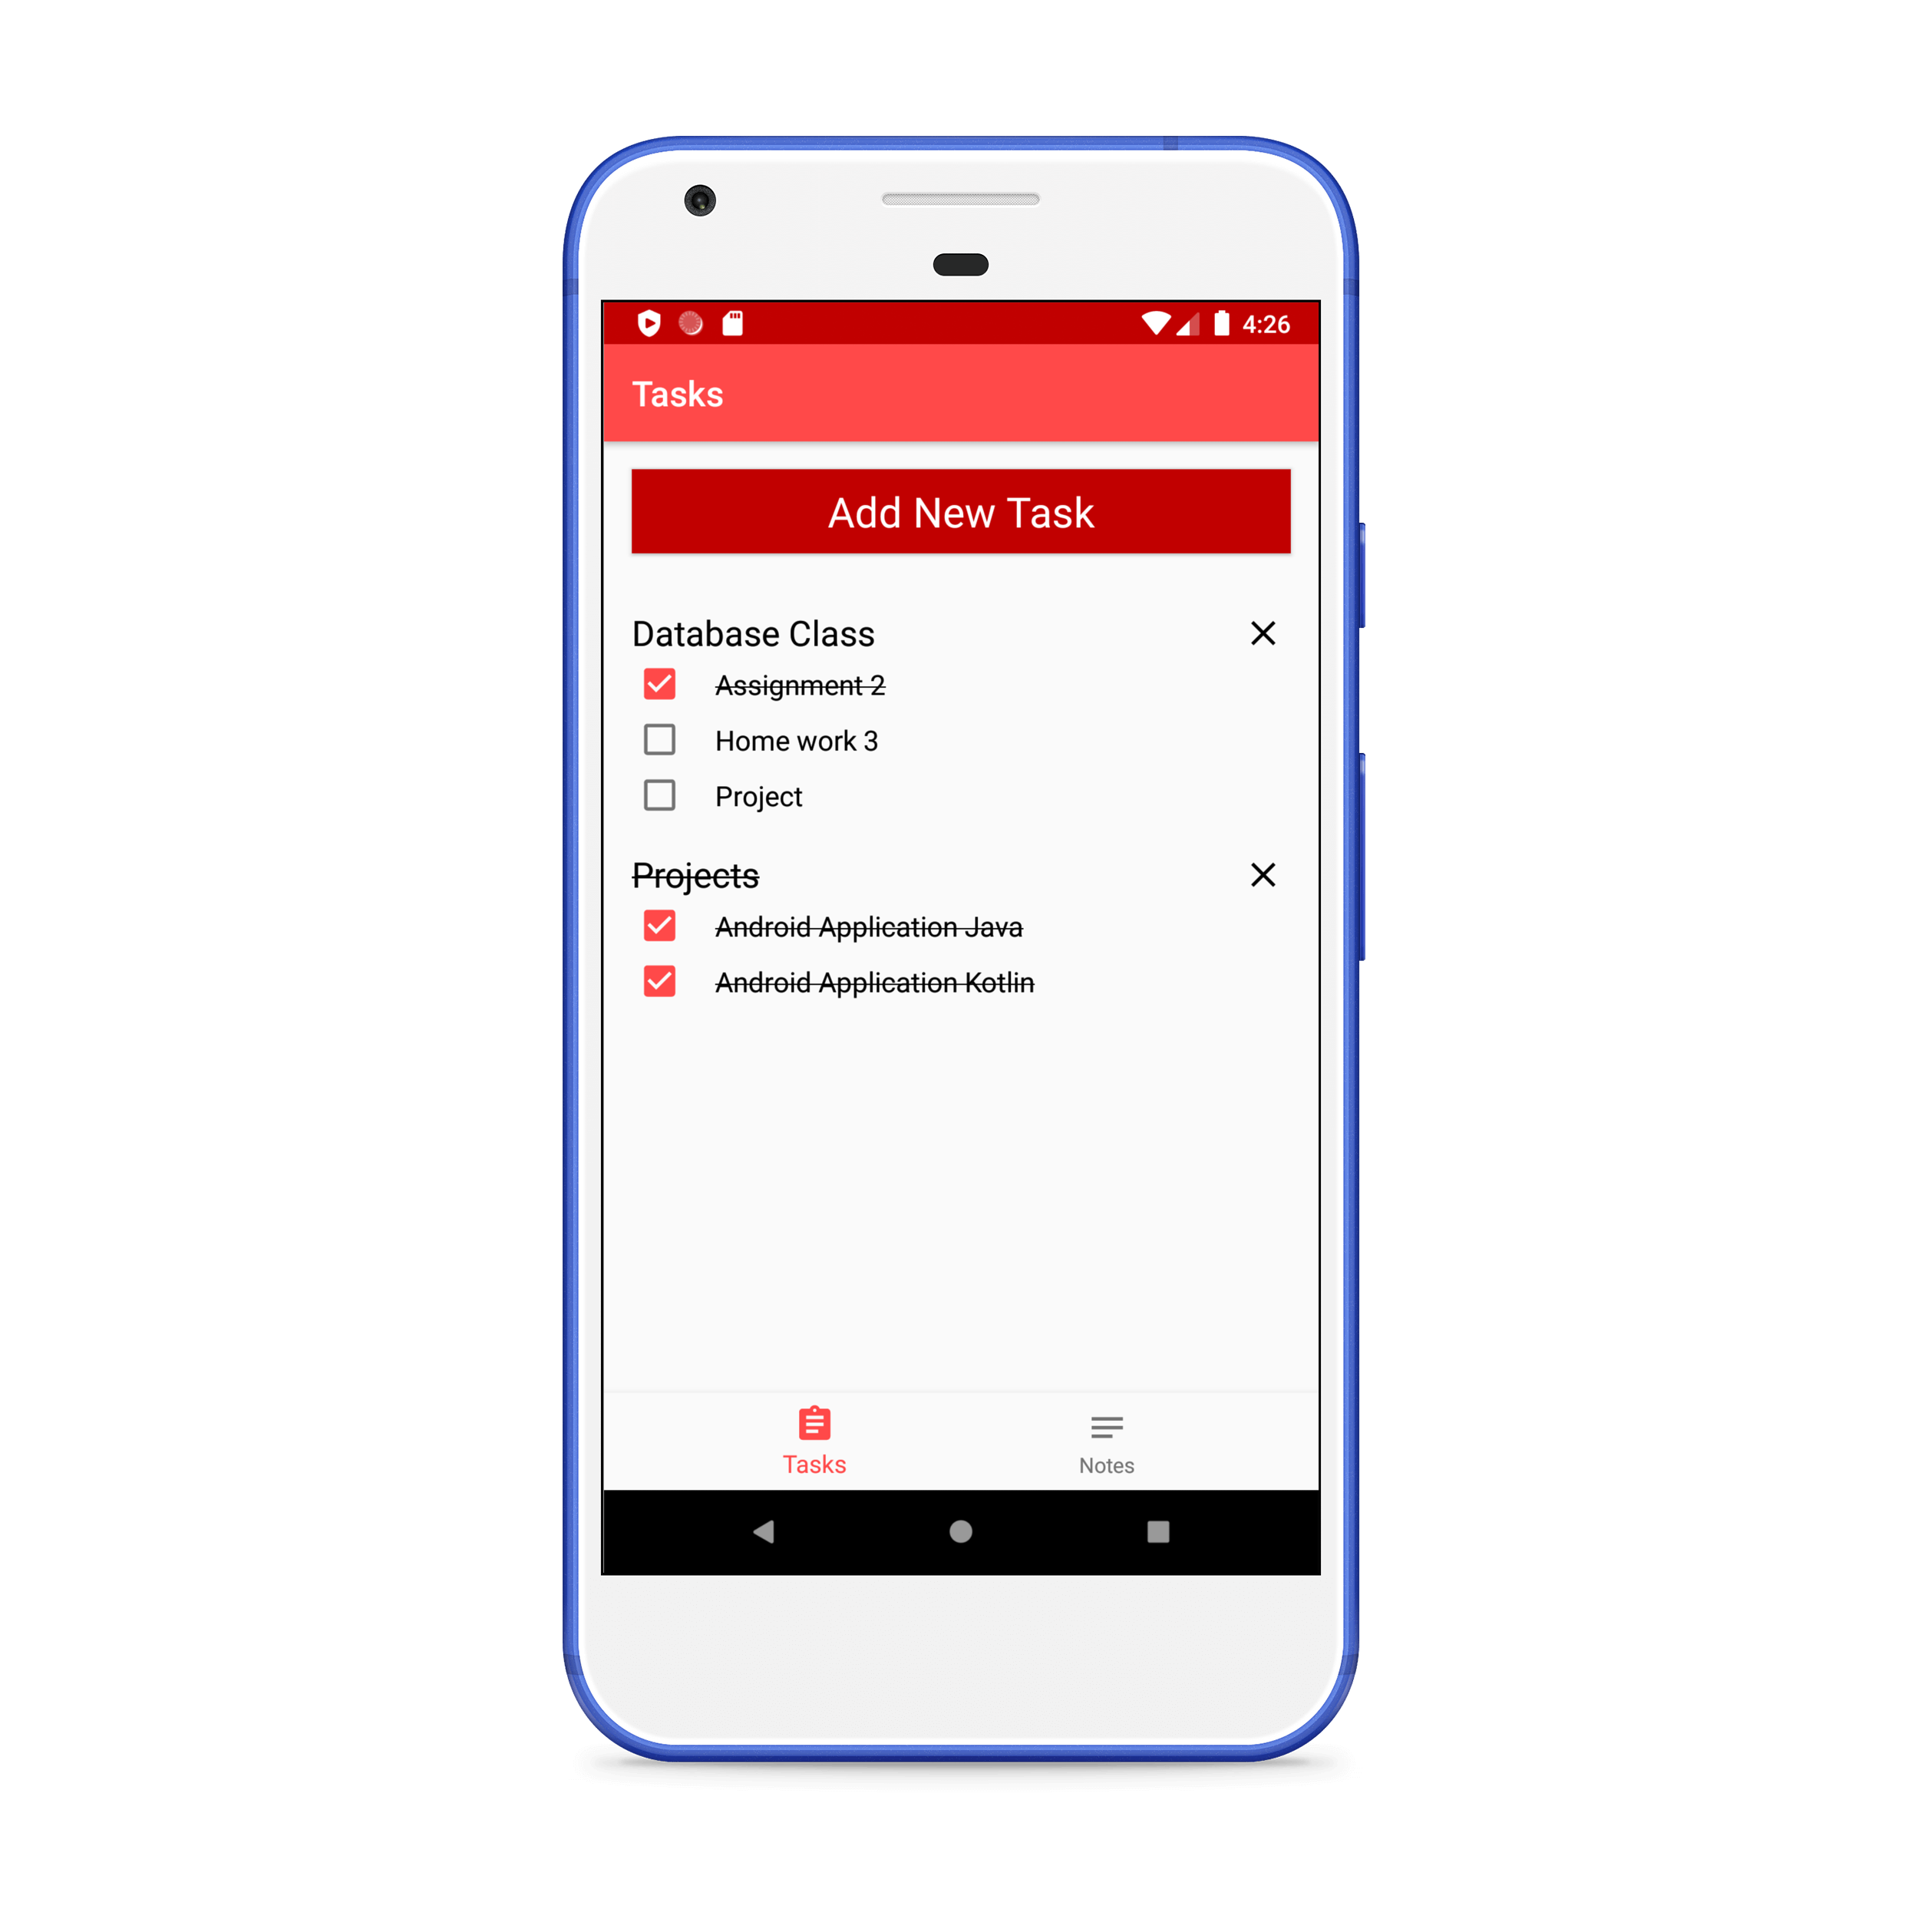 4:26
Tasks
Add New Task
Database Class
Assignment 2
Home work 3
Project
Projects
Android Application Java
Android Application Kotlin
Tasks
Notes